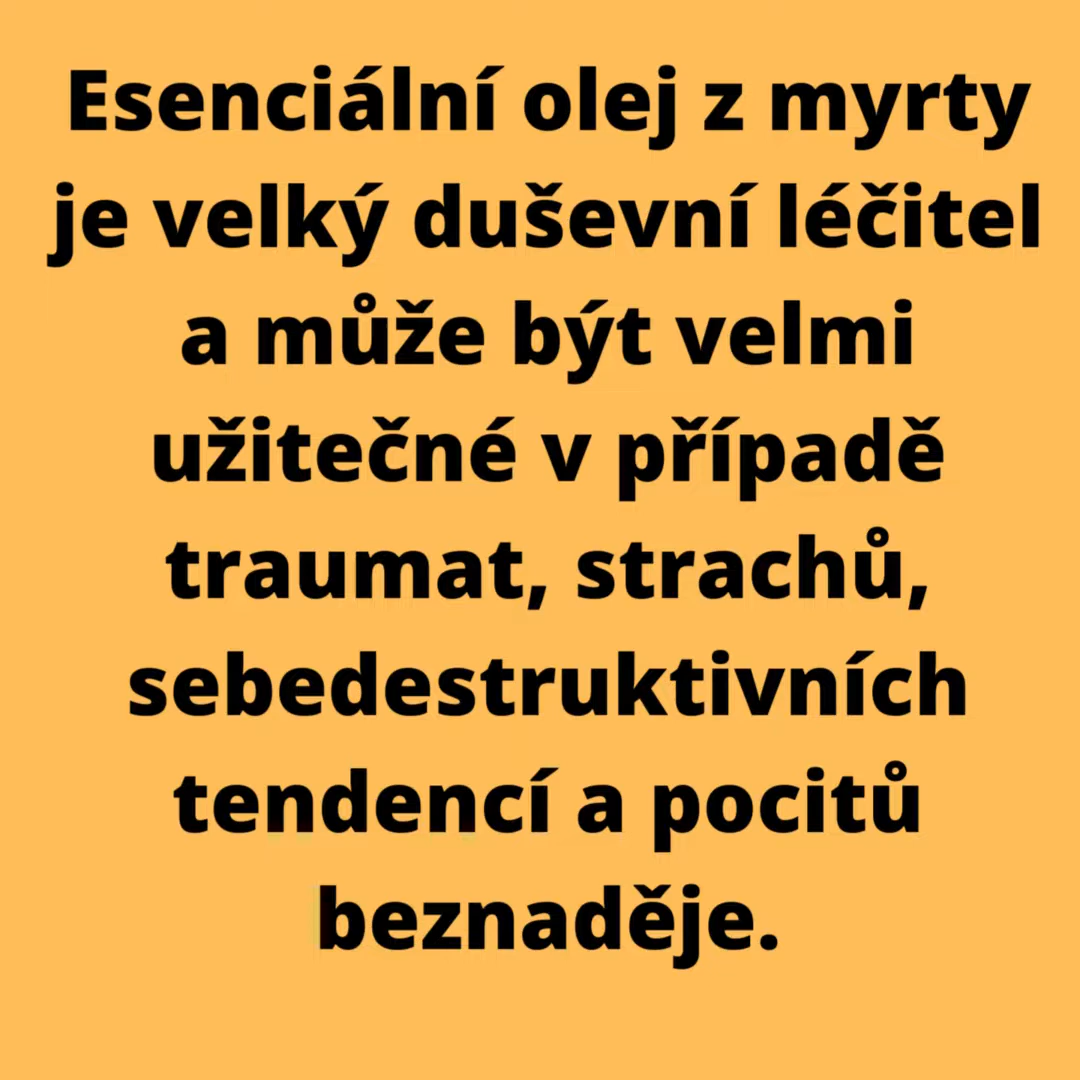 Esenciální olej z myrty
je velký duševní léčitel
a může být velmi
užitečné v případě
traumat, strachů,
sebedestruktivních
tendencí a pocitů
beznaděje.